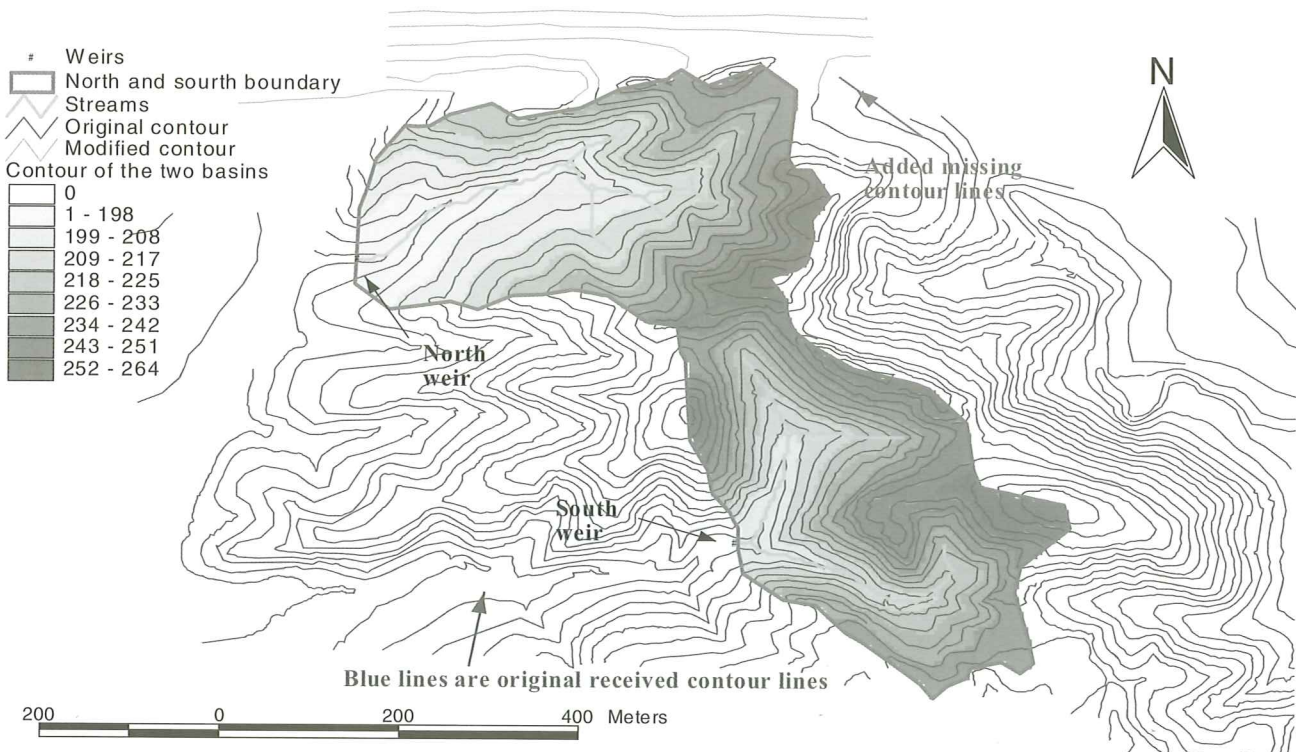 # Weirs
North and sourth boundary
Streams
Original contour
Modified contour
Contour of the two basins
0
1 - 198
199 - 208
209 - 217
218 - 225
226 - 233
234 - 242
243 - 251
252 - 264
N
Added missing
contour lines
North
weir
South
weir
Blue lines are original received contour lines
200 0 200 400 Meters